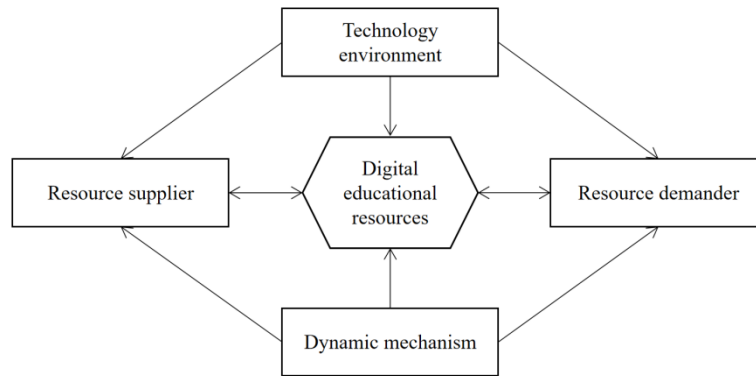 Technology
environment
Resource supplier
Digital
educational
resources
Resource demander
Dynamic mechanism